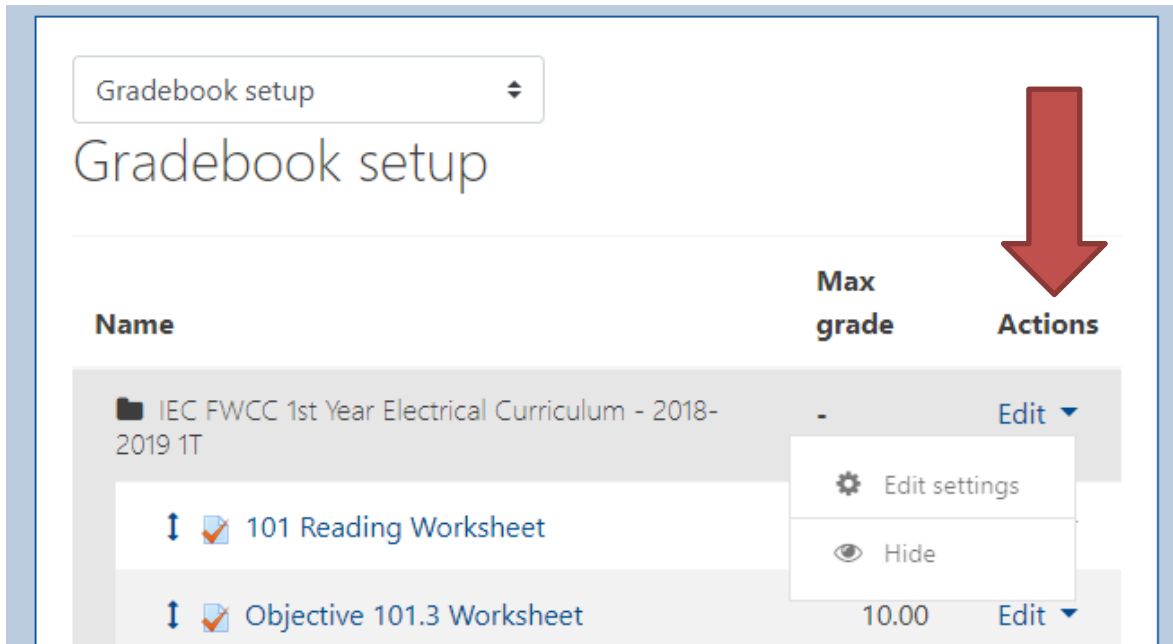 Gradebook setup
Gradebook setup
Max
Name grade Actions
IEC FWCC 1st Year Electrical Curriculum - 2018- - Edit
2019 1T
Edit settings
101 Reading Worksheet
Hide
Objective 101.3 Worksheet 10.00 Edit